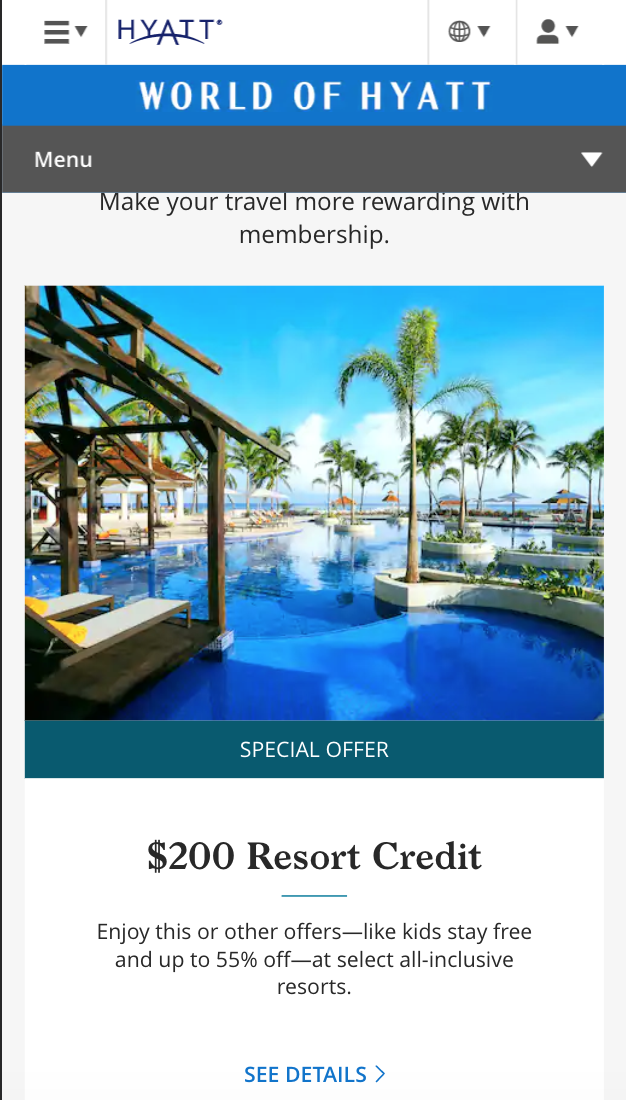 HYATT®
WORLD OF HYATT
Menu
Make your travel more rewarding with
membership.
SPECIAL OFFER
$200 Resort Credit
Enjoy this or other offers—like kids stay free
and up to 55% off—at select all-inclusive
resorts.
SEE DETAILS